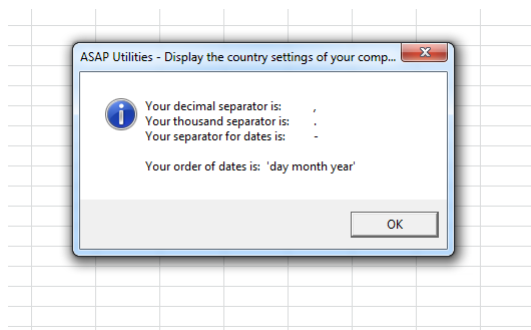 ASAP Utilities - Display the country settings of your comp...
Your decimal separator is: ,
Your thousand separator is: .
Your separator for dates is: -
Your order of dates is: 'day month year'
OK